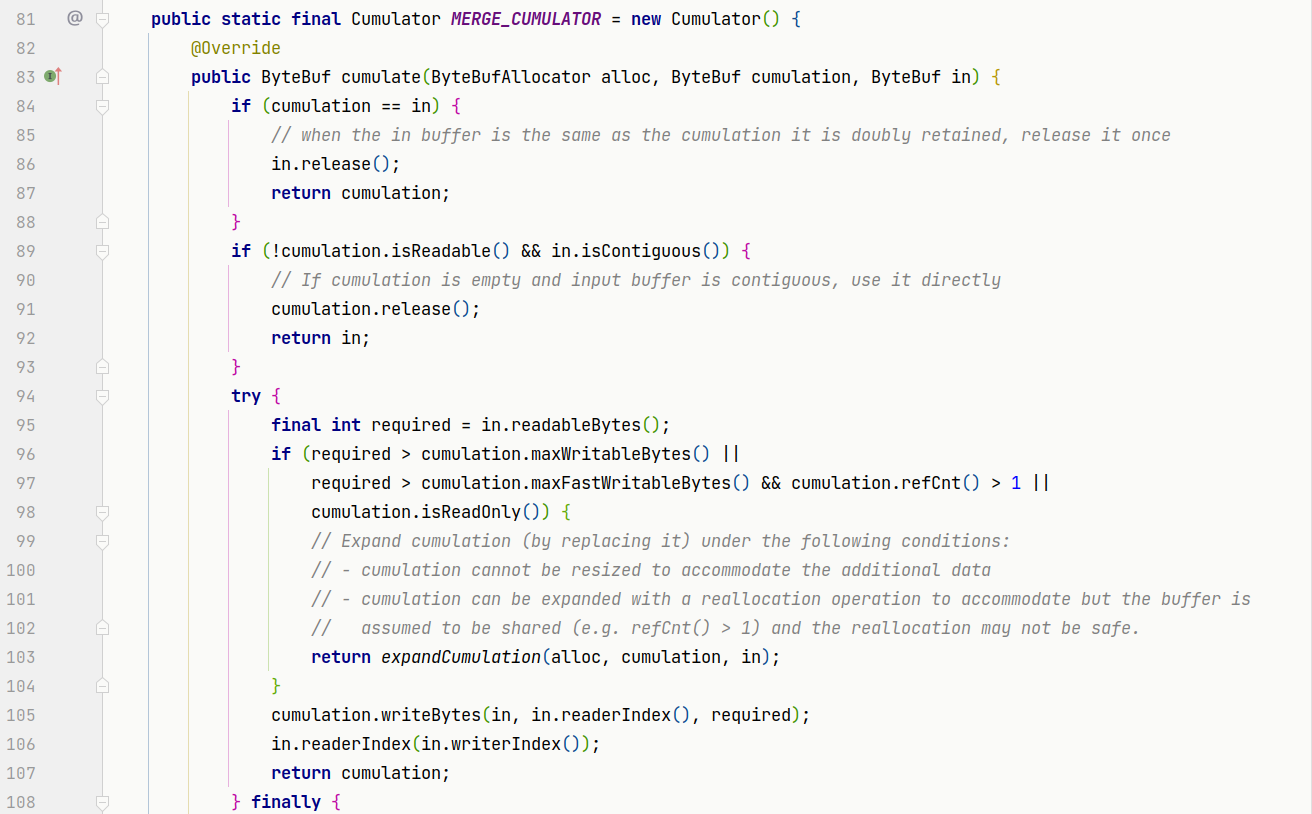 81 @ public static final Cumulator MERGE_CUMULATOR = new Cumulator() {
82 @Override
83 public ByteBuf cumulate(ByteBufAllocator alloc, ByteBuf cumulation, ByteBuf in) {
84 if (cumulation == in) {
85 // when the in buffer is the same as the cumulation it is doubly retained, release it once
86 in.release();
87 return cumulation;
88 }
89 if (!cumulation.isReadable() && in.isContiguous()) {
90 // If cumulation is empty and input buffer is contiguous, use it directly
91 cumulation.release();
92 return in;
93 }
94 try {
95 final int required = in.readableBytes();
96 if (required > cumulation.maxWritableBytes() ||
97 required > cumulation.maxFastWritableBytes() && cumulation.refCnt() > 1 ||
98 cumulation.isReadOnly()) {
99 // Expand cumulation (by replacing it) under the following conditions:
100 // - cumulation cannot be resized to accommodate the additional data
101 // - cumulation can be expanded with a reallocation operation to accommodate but the buffer is
102 // assumed to be shared (e.g. refCnt() > 1) and the reallocation may not be safe.
103 return expandCumulation(alloc, cumulation, in);
104 }
105 cumulation.writeBytes(in, in.readerIndex(), required);
106 in.readerIndex(in.writerIndex());
107 return cumulation;
108 } finally {